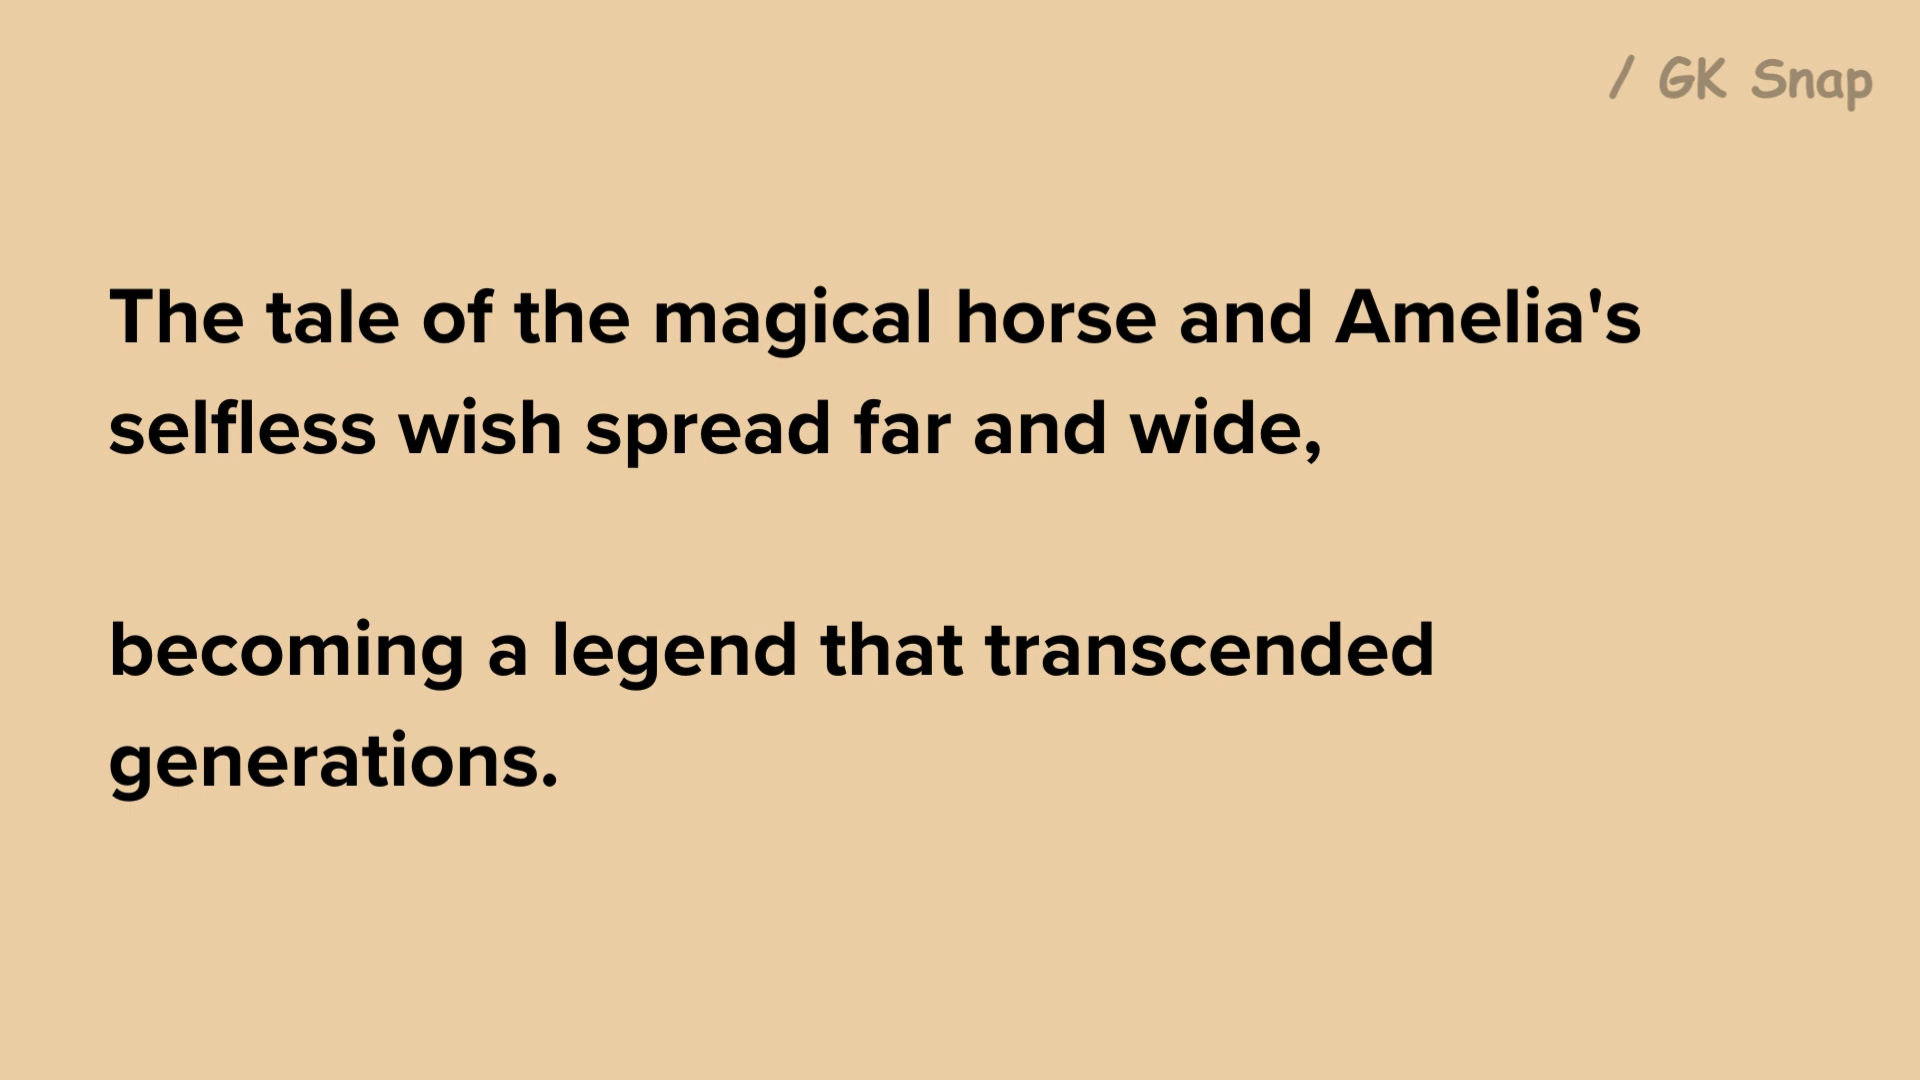 / GK Snap
The tale of the magical horse and Amelia's
selfless wish spread far and wide,
becoming a legend that transcended
generations.